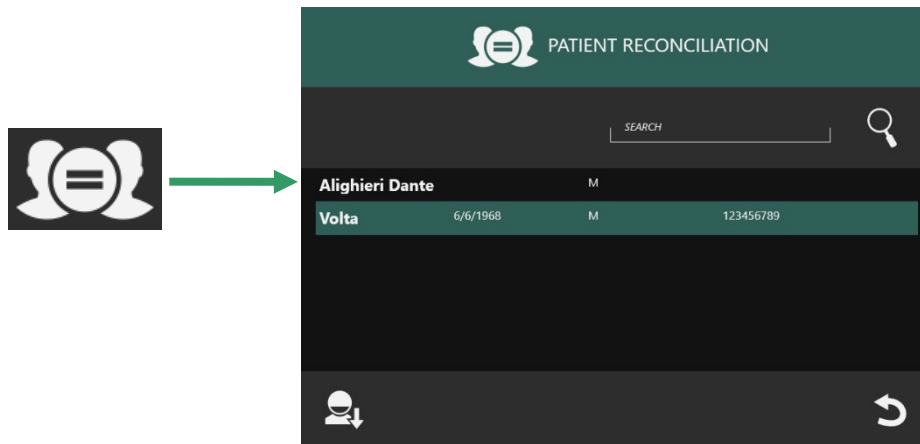 PATIENT RECONCILIATION
SEARCH
Alighieri Dante M
Volta 6/6/1968 M 123456789